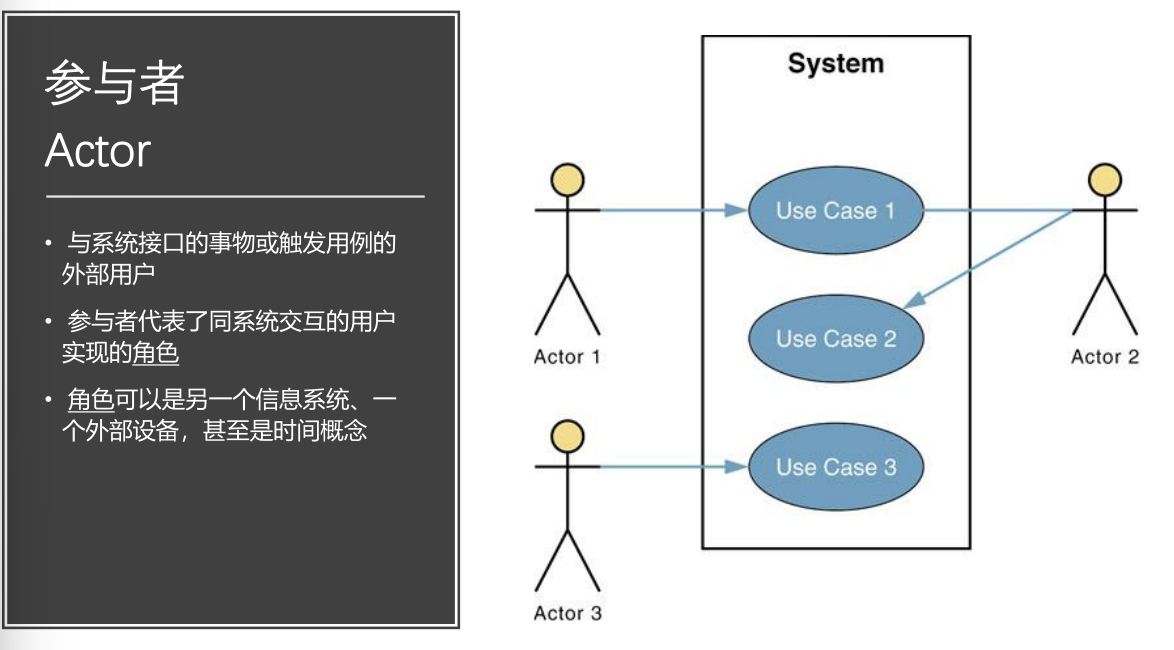 参与者
Actor
• 与系统接口的事物或触发用例的
外部用户
• 参与者代表了同系统交互的用户
实现的角色
• 角色可以是另一个信息系统、一
个外部设备，甚至是时间概念
System
Use Case 1
Use Case 2
Use Case 3
Actor 1
Actor 2
Actor 3